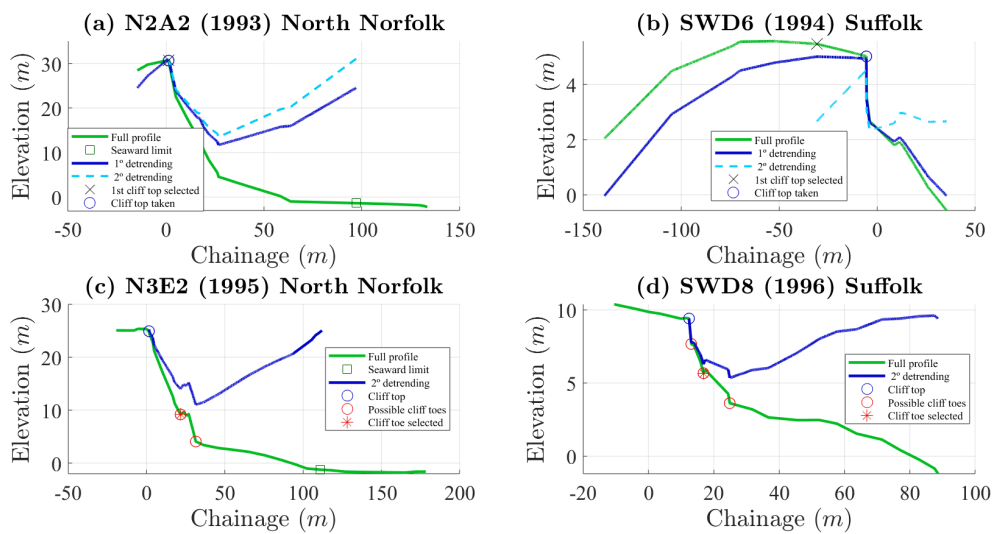 (a) N2A2 (1993) North Norfolk
Elevation (m)
30
20
10
0
Full profile
Seaward limit
1º detrending
2º detrending
1st cliff top selected
Cliff top taken
-50
0
50
100
150
Chainage (m)
(b) SWD6 (1994) Suffolk
Elevation (m)
4
2
0
Full profile
1º detrending
2º detrending
1st cliff top selected
Cliff top taken
-150
-100
-50
0
50
Chainage (m)
(c) N3E2 (1995) North Norfolk
Elevation (m)
30
20
10
0
Full profile
Seaward limit
2º detrending
Cliff top
Possible cliff toes
Cliff toe selected
-50
0
50
100
150
200
Chainage (m)
(d) SWD8 (1996) Suffolk
Elevation (m)
10
5
0
Full profile
2º detrending
Cliff top
Possible cliff toes
Cliff toe selected
-20
0
20
40
60
80
100
Chainage (m)